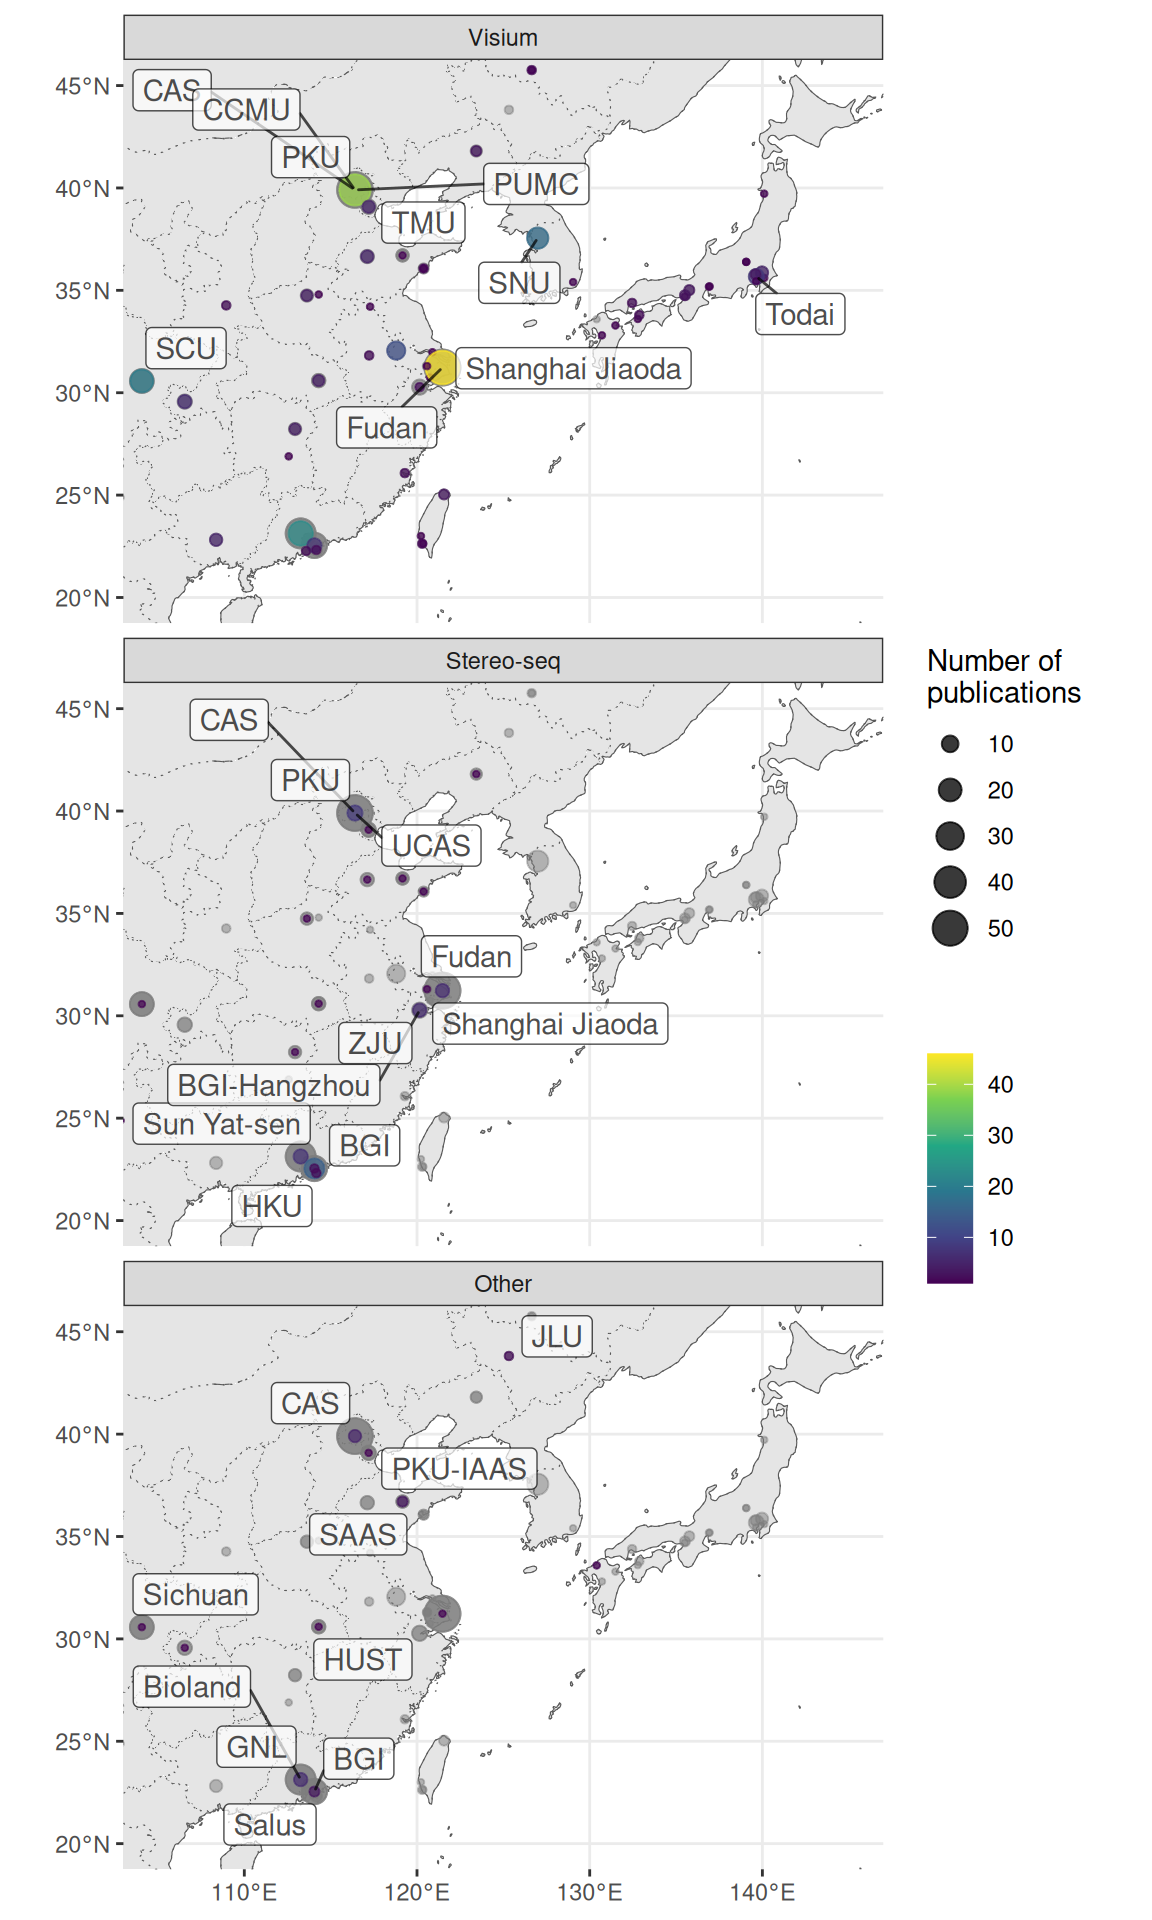 Visium
45°N
40°N
35°N
30°N
25°N
20°N
CAS
CCMU
PKU
PUMC
TMU
SNU
Todai
SCU
Shanghai Jiaoda
Fudan
Stereo-seq
45°N
40°N
35°N
30°N
25°N
20°N
CAS
PKU
UCAS
Fudan
Shanghai Jiaoda
ZJU
BGI-Hangzhou
Sun Yat-sen
BGI
HKU
Number of
publications
10
20
30
40
50
40
30
20
10
Other
45°N
40°N
35°N
30°N
25°N
20°N
JLU
CAS
PKU-IAAS
SAAS
Sichuan
HUST
Bioland
GNL
BGI
Salus
110°E
120°E
130°E
140°E